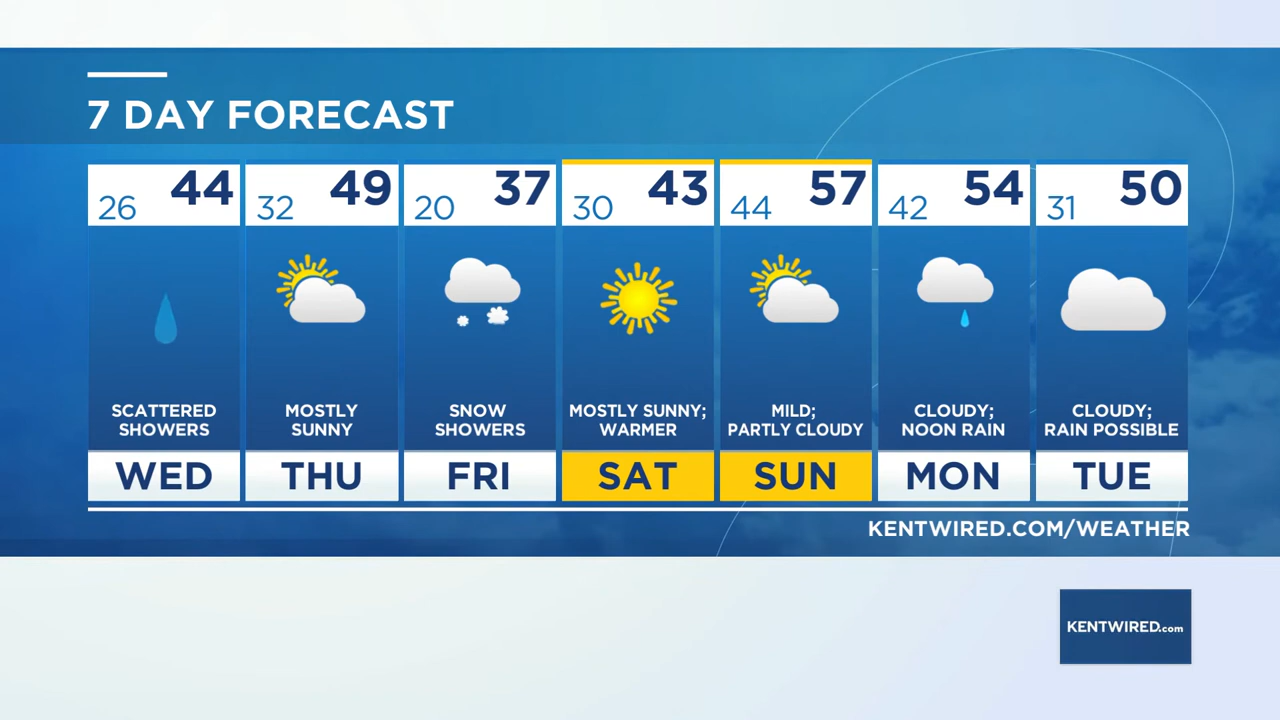 7 DAY FORECAST
26 44
32 49
20 37
30 43
44 57
42 54
31 50
SCATTERED
SHOWERS
MOSTLY
SUNNY
SNOW
SHOWERS
MOSTLY SUNNY;
WARMER
MILD;
PARTLY CLOUDY
CLOUDY;
NOON RAIN
CLOUDY;
RAIN POSSIBLE
WED
THU
FRI
SAT
SUN
MON
TUE
KENTWIRED.COM/WEATHER
KENTWIRED.com